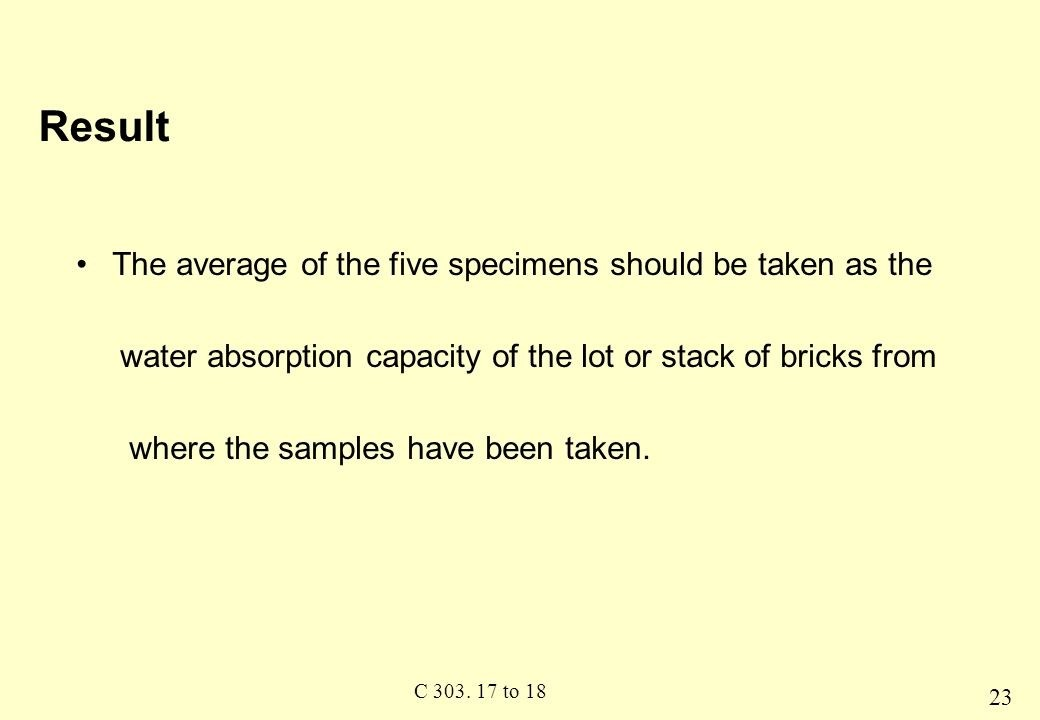 Result
• The average of the five specimens should be taken as the
water absorption capacity of the lot or stack of bricks from
where the samples have been taken.
C 303. 17 to 18
23